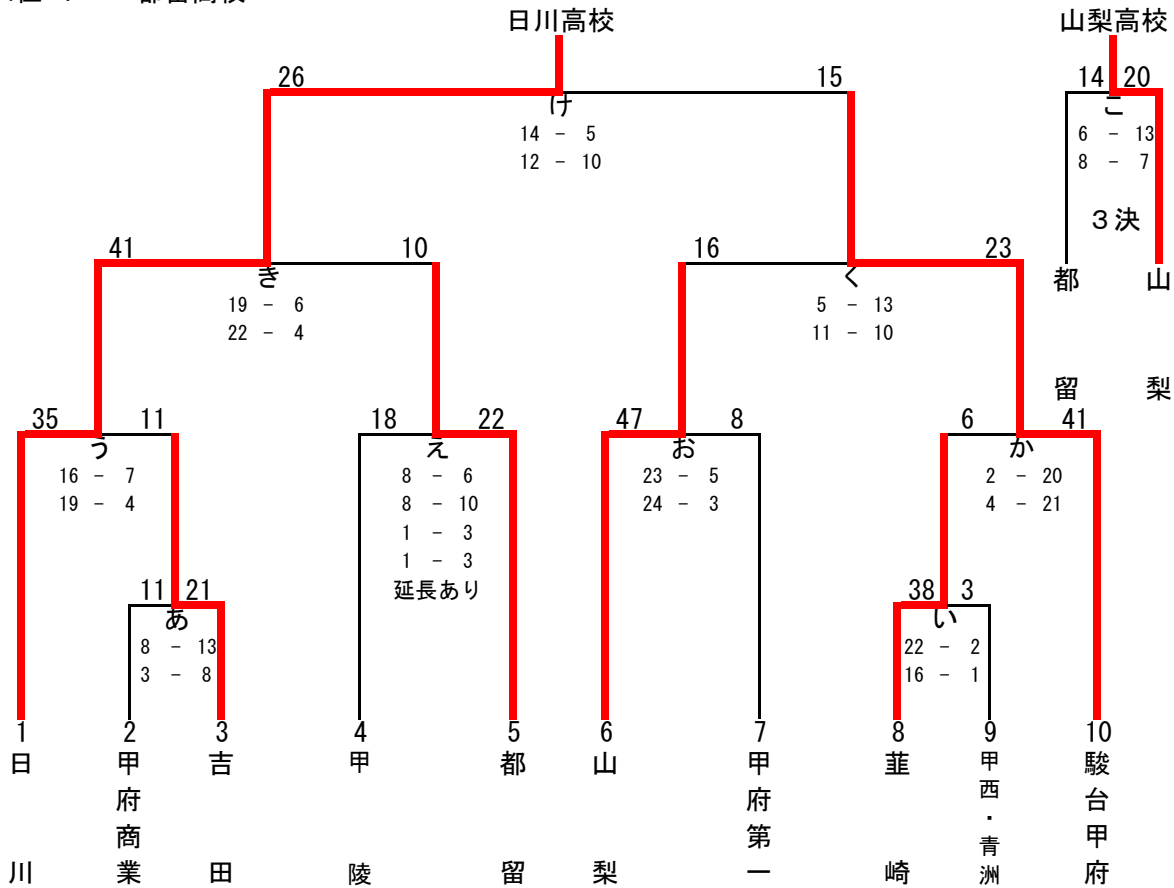 日川高校
山梨高校
26
15
14
20
け
こ
14 － 5
12 － 10
6 － 13
8 － 7
３決
都留
山梨
41
10
16
23
き
く
19 － 6
22 － 4
5 － 13
11 － 10
35
11
18
22
47
8
6
41
う
え
お
か
16 － 7
19 － 4
8 － 6
8 － 10
1 － 3
1 － 3
延長あり
23 － 5
24 － 3
2 － 20
4 － 21
11
21
38
3
あ
い
8 － 13
3 － 8
22 － 2
16 － 1
1
2
3
4
5
6
7
8
9
10
日川
甲府商業
吉田
甲陵
都留
山梨
甲府第一
韮崎
甲西・青洲
駿台甲府